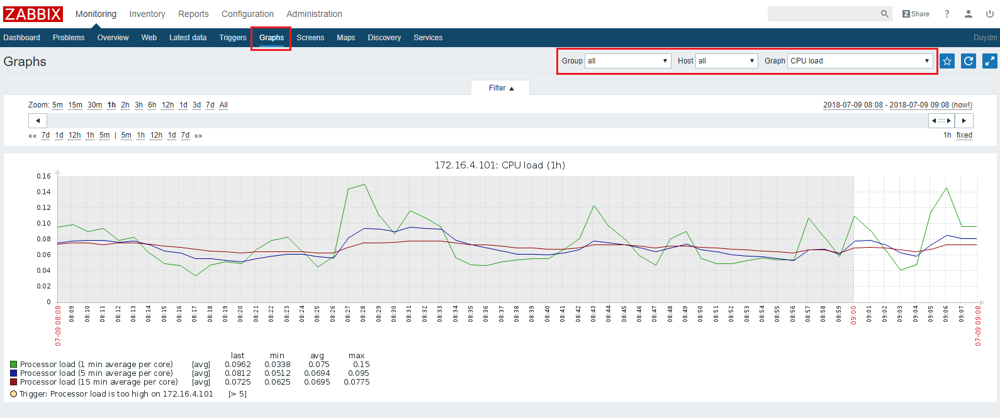 ZABBIX Monitoring Inventory Reports Configuration Administration Z Share ?
Dashboard Problems Overview Web Latest data Triggers Graphs Screens Maps Discovery Services Duydm
Graphs Group all Host all Graph CPU load
Filter
Zoom: 5m 15m 30m 1h 2h 3h 6h 12h 1d 3d 7d All 2018-07-09 08:08 - 2018-07-09 09:08 (now!)
«« 7d 1d 12h 1h 5m | 5m 1h 12h 1d 7d »» 1h fixed
172.16.4.101: CPU load (1h)
0.16
0.14
0.12
0.10
0.08
0.06
0.04
0.02
0
07-09 08:08 08:09 08:10 08:11 08:12 08:13 08:14 08:15 08:16 08:17 08:18 08:19 08:20 08:21 08:22 08:23 08:24 08:25 08:26 08:27 08:28 08:29 08:30 08:31 08:32 08:33 08:34 08:35 08:36 08:37 08:38 08:39 08:40 08:41 08:42 08:43 08:44 08:45 08:46 08:47 08:48 08:49 08:50 08:51 08:52 08:53 08:54 08:55 08:56 08:57 08:58 08:59 09:00 09:01 09:02 09:03 09:04 09:05 09:06 09:07 07-09 09:08
last min avg max
Processor load (1 min average per core) [avg] 0.0962 0.0338 0.075 0.15
Processor load (5 min average per core) [avg] 0.0812 0.0512 0.0694 0.095
Processor load (15 min average per core) [avg] 0.0725 0.0625 0.0695 0.0775
Trigger: Processor load is too high on 172.16.4.101 [> 5]